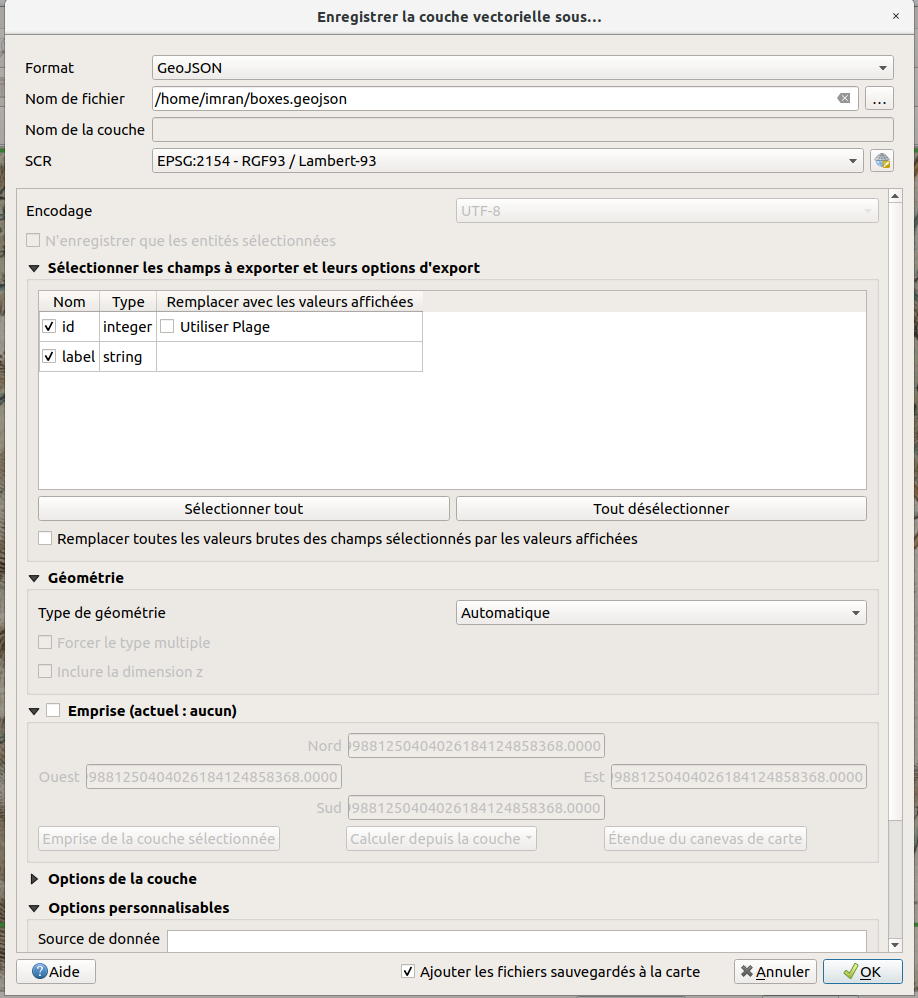 Enregistrer la couche vectorielle sous…
Format GeoJSON
Nom de fichier /home/imran/boxes.geojson …
Nom de la couche
SCR EPSG:2154 - RGF93 / Lambert-93
Encodage UTF-8
N'enregistrer que les entités sélectionnées
Sélectionner les champs à exporter et leurs options d'export
Nom Type Remplacer avec les valeurs affichées
id integer Utiliser Plage
label string
Sélectionner tout Tout désélectionner
Remplacer toutes les valeurs brutes des champs sélectionnés par les valeurs affichées
Géométrie
Type de géométrie Automatique
Forcer le type multiple
Inclure la dimension z
Emprise (actuel : aucun)
Nord 98812504040261841248583​68.0000
Ouest 9881250404026184124858368.0000 Est 9881250404026184124858368.0000
Sud 9881250404026184124858368.0000
Emprise de la couche sélectionnée Calculer depuis la couche Étendue du canevas de carte
Options de la couche
Options personnalisables
Source de donnée
Aide Ajouter les fichiers sauvegardés à la carte Annuler OK